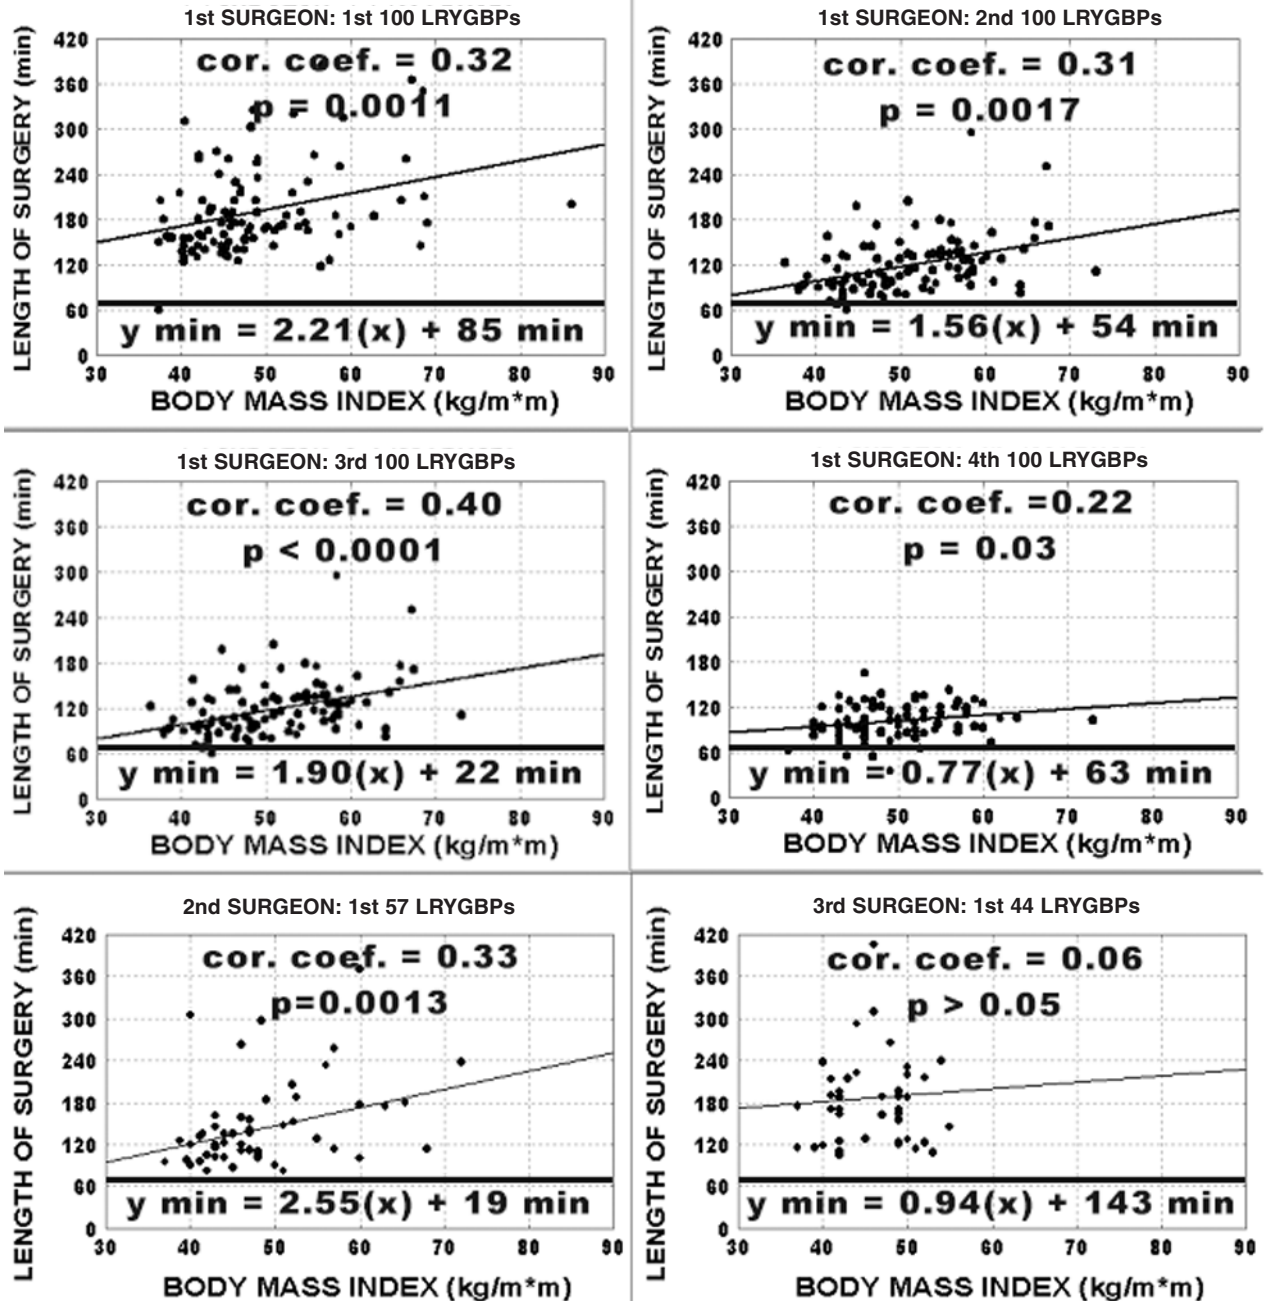 1st SURGEON: 1st 100 LRYGBPs
LENGTH OF SURGERY (min)
420
360
300
240
180
120
60
0
cor. coef. = 0.32
p = 0.0011
y min = 2.21(x) + 85 min
30 40 50 60 70 80 90
BODY MASS INDEX (kg/m*m)
1st SURGEON: 2nd 100 LRYGBPs
LENGTH OF SURGERY (min)
420
360
300
240
180
120
60
0
cor. coef. = 0.31
p = 0.0017
y min = 1.56(x) + 54 min
30 40 50 60 70 80 90
BODY MASS INDEX (kg/m*m)
1st SURGEON: 3rd 100 LRYGBPs
LENGTH OF SURGERY (min)
420
360
300
240
180
120
60
0
cor. coef. = 0.40
p < 0.0001
y min = 1.90(x) + 22 min
30 40 50 60 70 80 90
BODY MASS INDEX (kg/m*m)
1st SURGEON: 4th 100 LRYGBPs
LENGTH OF SURGERY (min)
420
360
300
240
180
120
60
0
cor. coef. =0.22
p = 0.03
y min = 0.77(x) + 63 min
30 40 50 60 70 80 90
BODY MASS INDEX (kg/m*m)
2nd SURGEON: 1st 57 LRYGBPs
LENGTH OF SURGERY (min)
420
360
300
240
180
120
60
0
cor. coef. = 0.33
p=0.0013
y min = 2.55(x) + 19 min
30 40 50 60 70 80 90
BODY MASS INDEX (kg/m*m)
3rd SURGEON: 1st 44 LRYGBPs
LENGTH OF SURGERY (min)
420
360
300
240
180
120
60
0
cor. coef. = 0.06
p > 0.05
y min = 0.94(x) + 143 min
30 40 50 60 70 80 90
BODY MASS INDEX (kg/m*m)